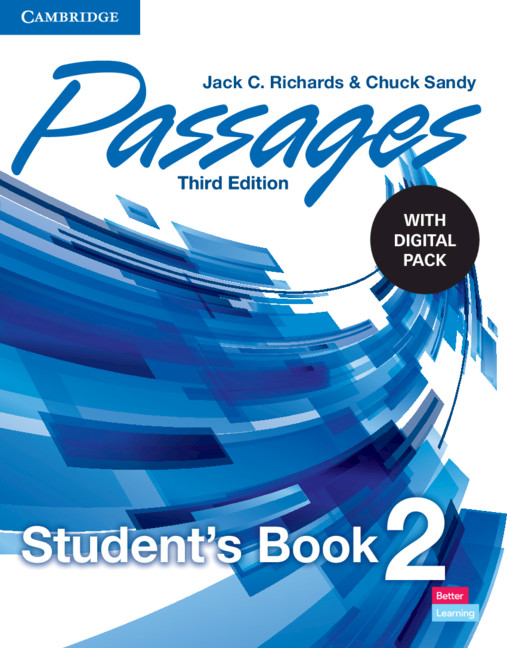 CAMBRIDGE
Jack C. Richards & Chuck Sandy
Passages
Third Edition
WITH
DIGITAL
PACK
Student's Book 2
Better
Learning